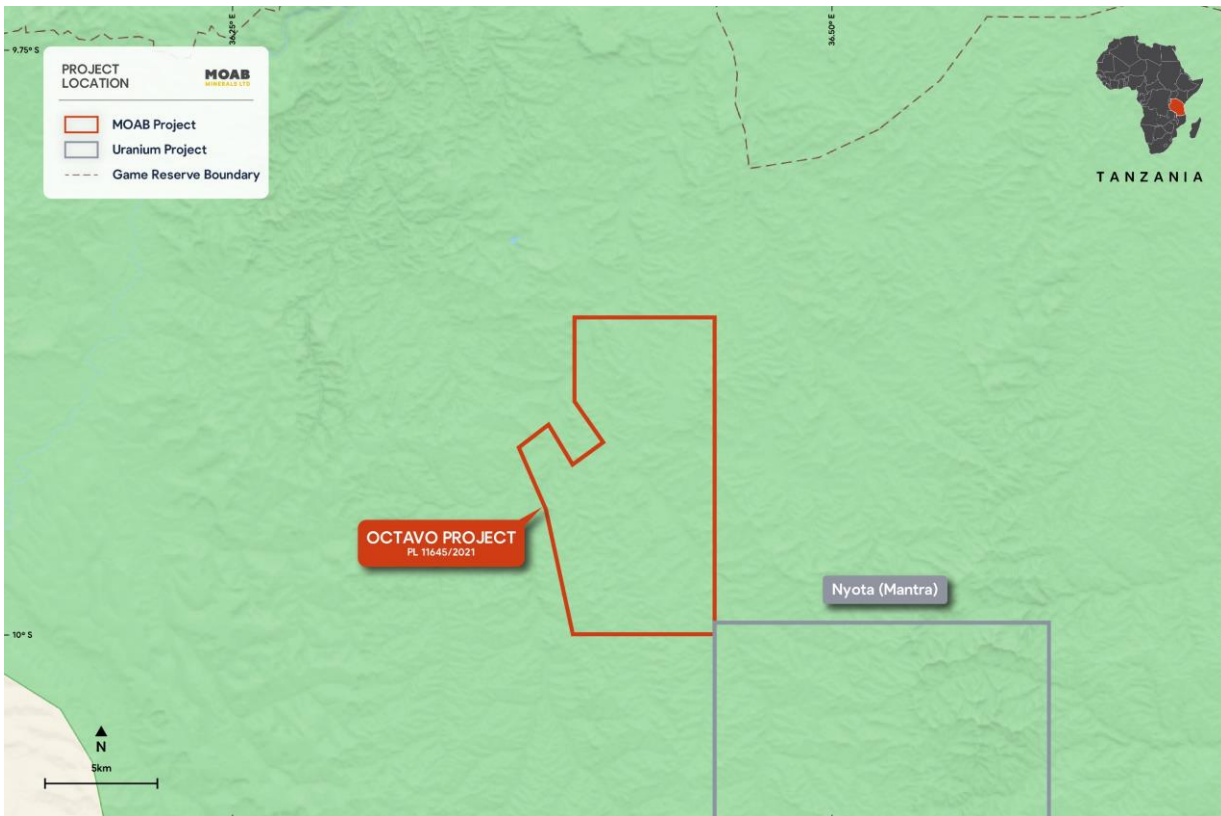 36.25° E
36.50° E
9.75° S
PROJECT
LOCATION
MOAB
MINERALS LTD
MOAB Project
Uranium Project
Game Reserve Boundary
TANZANIA
OCTAVO PROJECT
PL 11645/2021
Nyota (Mantra)
10° S
N
5km